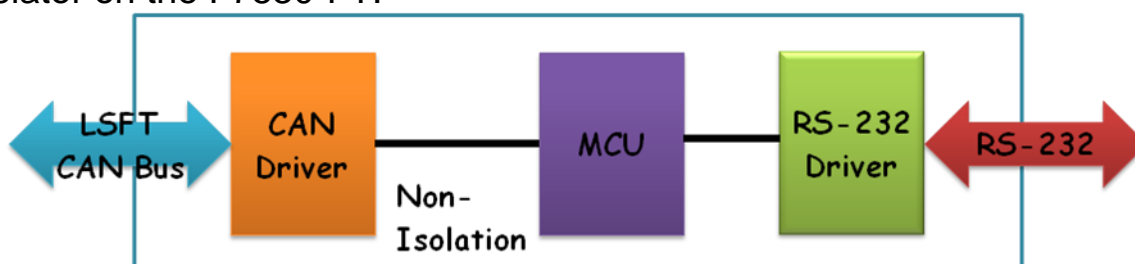 LSFT
CAN Bus
CAN
Driver
Non-
Isolation
MCU
RS-232
Driver
RS-232